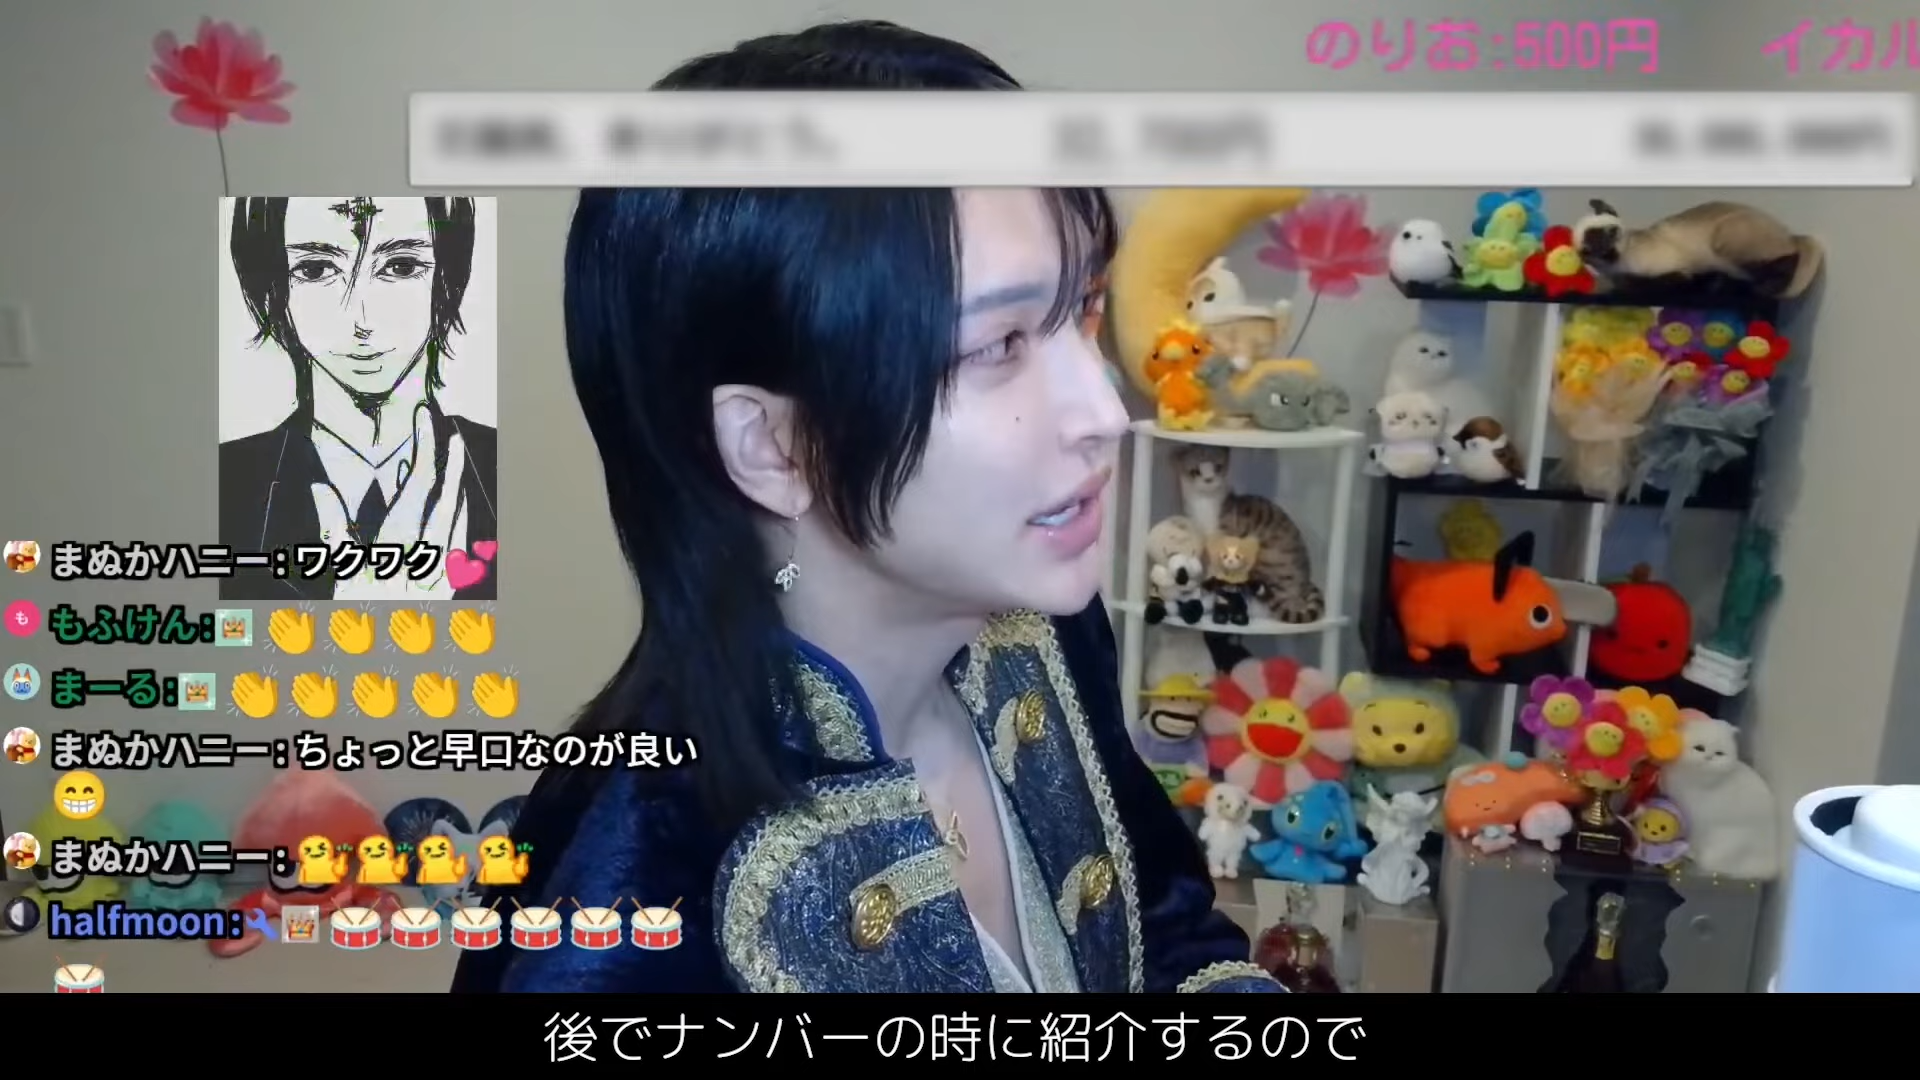 のりお:500円 イカル
まぬかハニー:ワクワク💕
もふけん:👏👏👏👏
まーる:👏👏👏👏👏
まぬかハニー:ちょっと早口なのが良い
😁
まぬかハニー:
halfmoon:🥁🥁🥁🥁🥁🥁
🥁
後でナンバーの時に紹介するので